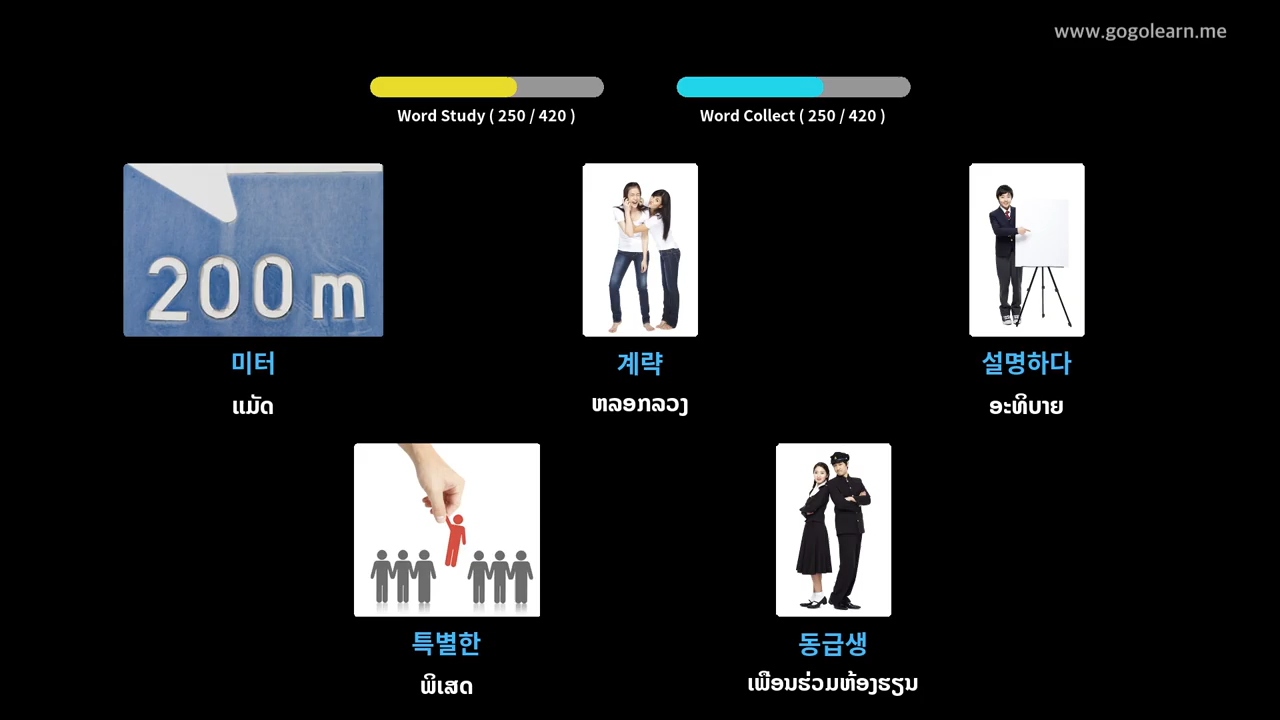 www.gogolearn.me
Word Study ( 250 / 420 )
Word Collect ( 250 / 420 )
200m
미터
계략
설명하다
ແມັດ
ຫລອກລວງ
ອະທິບາຍ
특별한
동급생
ພິເສດ
ເພື່ອນຮ່ວມຫ້ອງຮຽນ